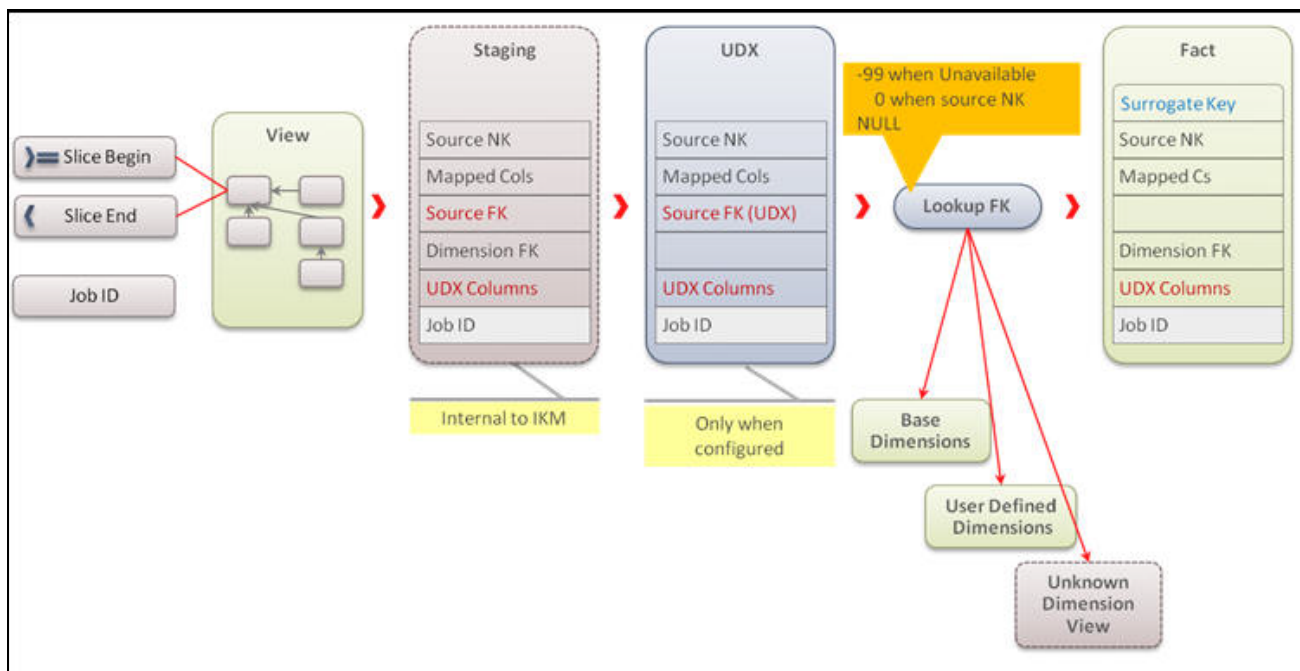 Slice Begin
Slice End
Job ID
View
Staging
Source NK
Mapped Cols
Source FK
Dimension FK
UDX Columns
Job ID
Internal to IKM
UDX
Source NK
Mapped Cols
Source FK (UDX)
UDX Columns
Job ID
Only when
configured
-99 when Unavailable
0 when source NK
NULL
Lookup FK
Base
Dimensions
User Defined
Dimensions
Unknown
Dimension
View
Fact
Surrogate Key
Source NK
Mapped Cs
Dimension FK
UDX Columns
Job ID